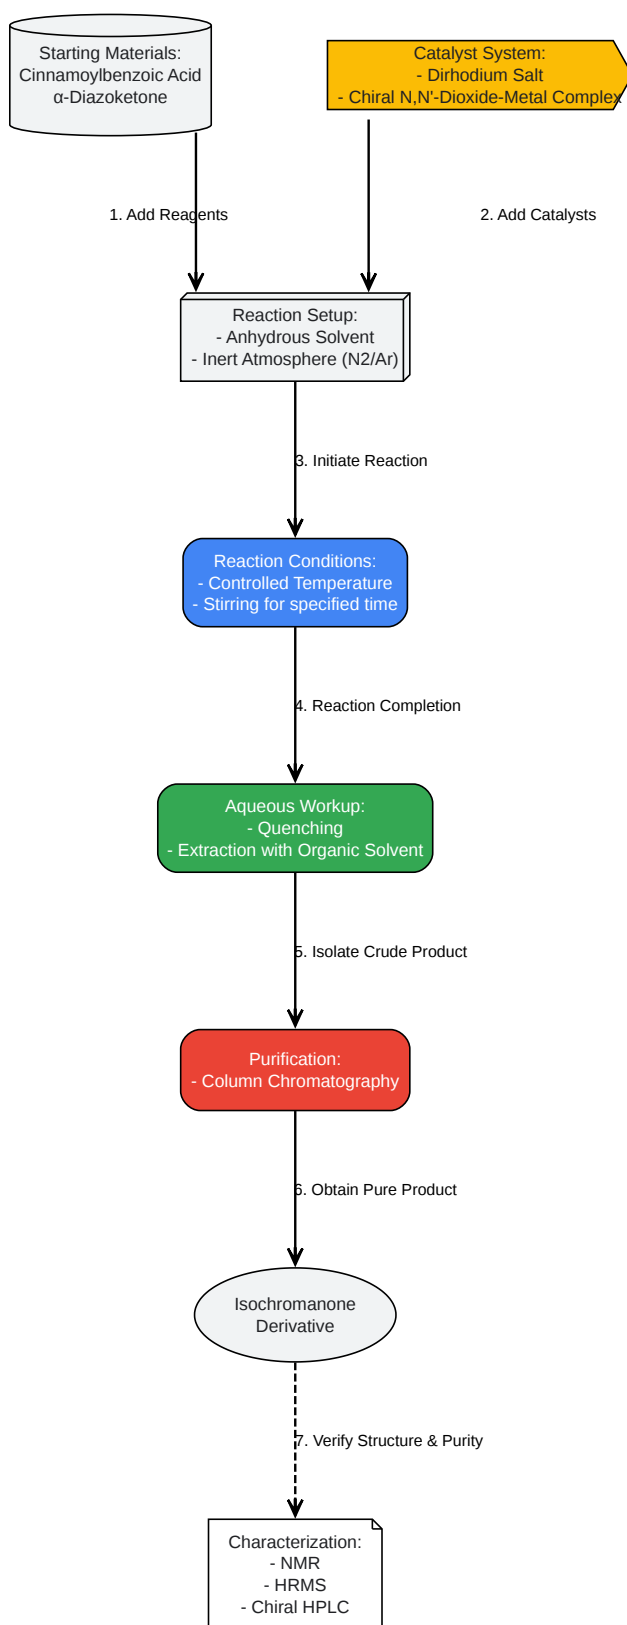 Starting Materials:
Cinnamoylbenzoic Acid
α-Diazoketone
Catalyst System:
- Dirhodium Salt
- Chiral N,N'-Dioxide-Metal Complex
1. Add Reagents
2. Add Catalysts
Reaction Setup:
- Anhydrous Solvent
- Inert Atmosphere (N2/Ar)
3. Initiate Reaction
Reaction Conditions:
- Controlled Temperature
- Stirring for specified time
4. Reaction Completion
Aqueous Workup:
- Quenching
- Extraction with Organic Solvent
5. Isolate Crude Product
Purification:
- Column Chromatography
6. Obtain Pure Product
Isochromanone
Derivative
7. Verify Structure & Purity
Characterization:
- NMR
- HRMS
- Chiral HPLC